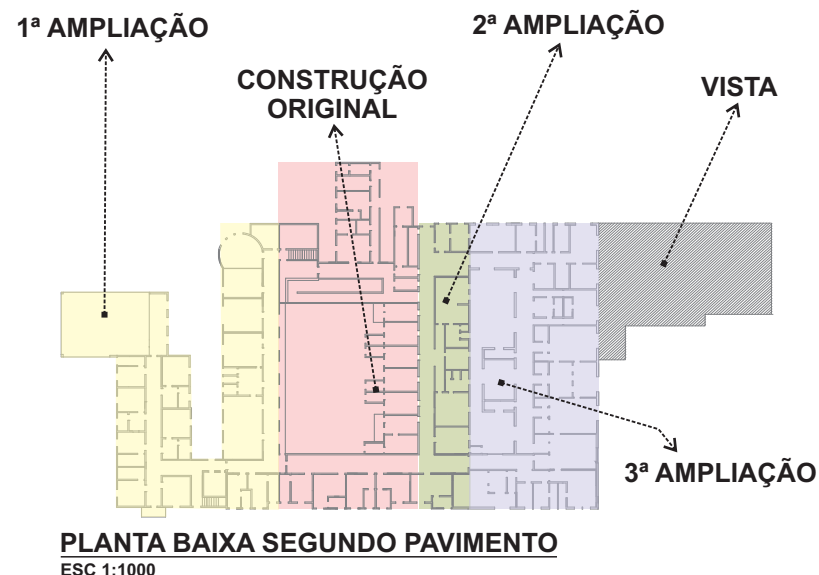 1ª AMPLIAÇÃO
2ª AMPLIAÇÃO
CONSTRUÇÃO
ORIGINAL
VISTA
3ª AMPLIAÇÃO
PLANTA BAIXA SEGUNDO PAVIMENTO
ESC 1:1000